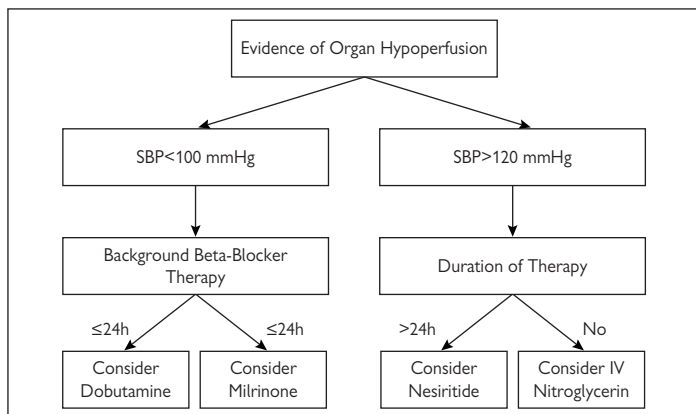 Evidence of Organ Hypoperfusion
SBP<100 mmHg
SBP>120 mmHg
Background Beta-Blocker
Therapy
Duration of Therapy
≤24h
≤24h
>24h
No
Consider
Dobutamine
Consider
Milrinone
Consider
Nesiritide
Consider IV
Nitroglycerin